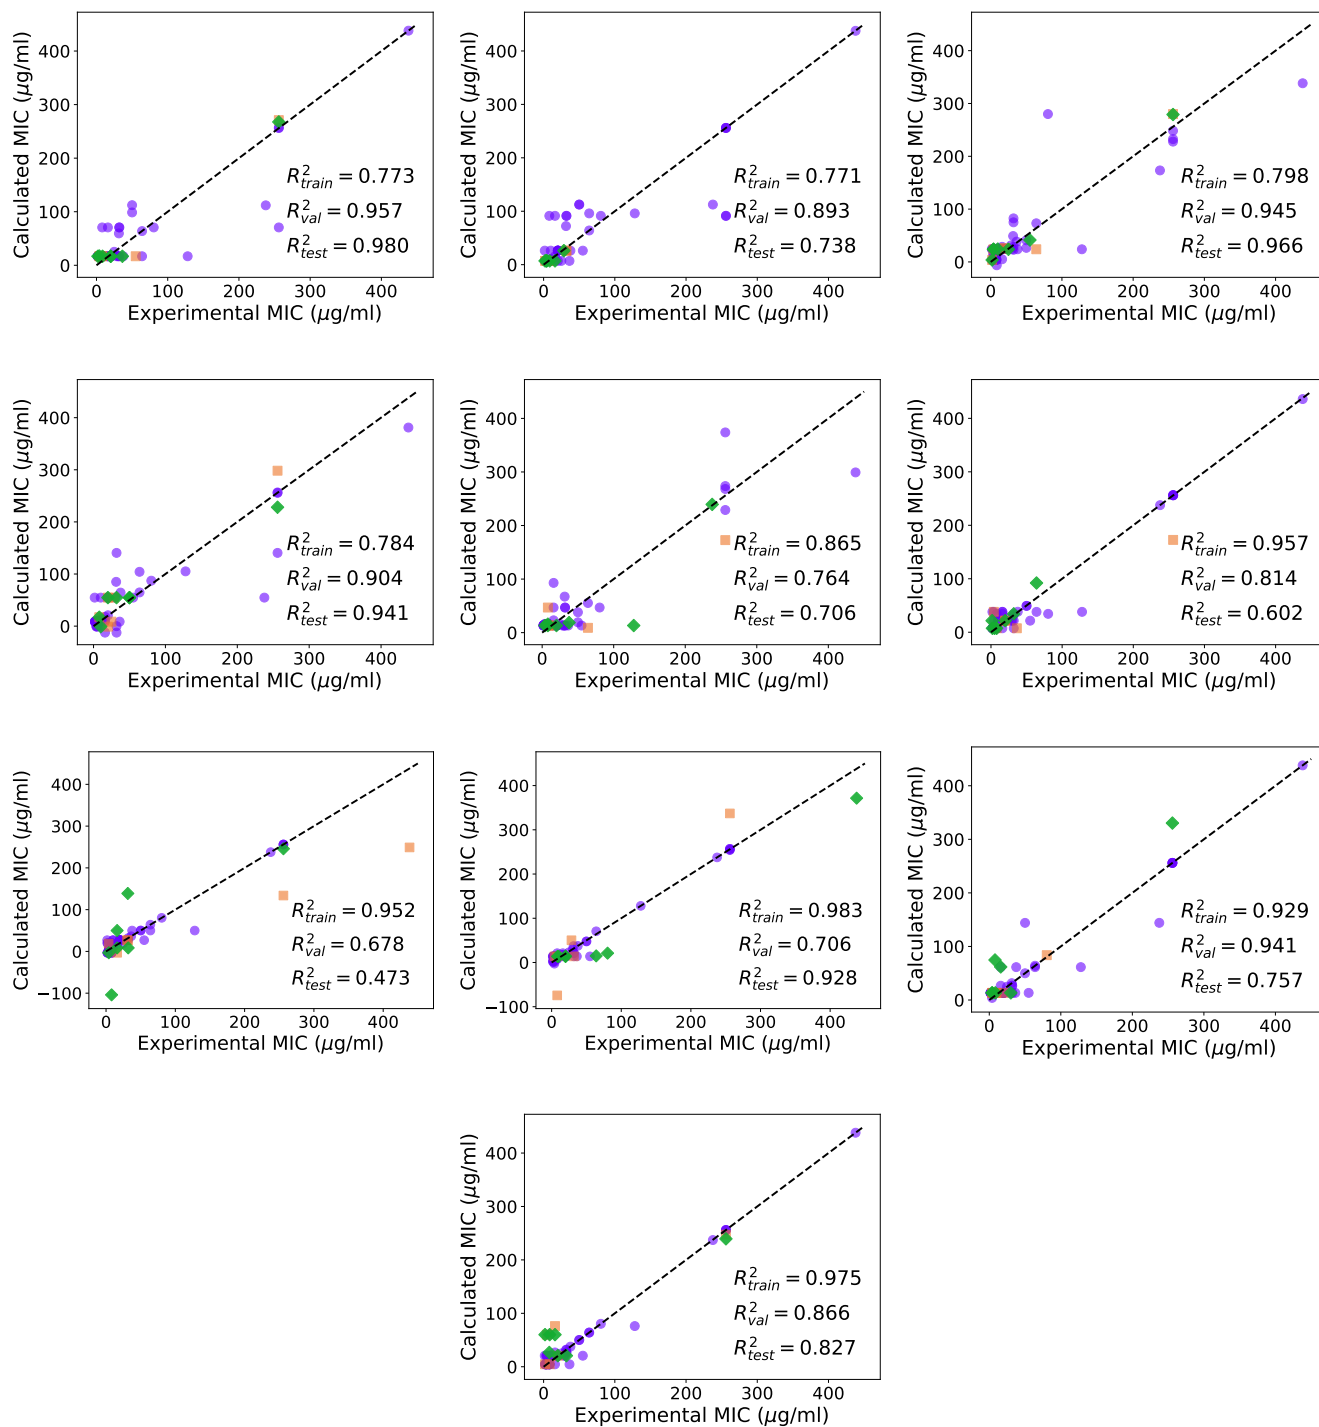 400
300
200
100
0
Calculated MIC (μg/ml)
R²train = 0.773
R²val = 0.957
R²test = 0.980
0 100 200 300 400
Experimental MIC (μg/ml)
400
300
200
100
0
Calculated MIC (μg/ml)
R²train = 0.771
R²val = 0.893
R²test = 0.738
0 100 200 300 400
Experimental MIC (μg/ml)
400
300
200
100
0
Calculated MIC (μg/ml)
R²train = 0.798
R²val = 0.945
R²test = 0.966
0 100 200 300 400
Experimental MIC (μg/ml)
400
300
200
100
0
Calculated MIC (μg/ml)
R²train = 0.784
R²val = 0.904
R²test = 0.941
0 100 200 300 400
Experimental MIC (μg/ml)
400
300
200
100
0
Calculated MIC (μg/ml)
R²train = 0.865
R²val = 0.764
R²test = 0.706
0 100 200 300 400
Experimental MIC (μg/ml)
400
300
200
100
0
Calculated MIC (μg/ml)
R²train = 0.957
R²val = 0.814
R²test = 0.602
0 100 200 300 400
Experimental MIC (μg/ml)
400
300
200
100
0
−100
Calculated MIC (μg/ml)
R²train = 0.952
R²val = 0.678
R²test = 0.473
0 100 200 300 400
Experimental MIC (μg/ml)
400
300
200
100
0
−100
Calculated MIC (μg/ml)
R²train = 0.983
R²val = 0.706
R²test = 0.928
0 100 200 300 400
Experimental MIC (μg/ml)
400
300
200
100
0
Calculated MIC (μg/ml)
R²train = 0.929
R²val = 0.941
R²test = 0.757
0 100 200 300 400
Experimental MIC (μg/ml)
400
300
200
100
0
Calculated MIC (μg/ml)
R²train = 0.975
R²val = 0.866
R²test = 0.827
0 100 200 300 400
Experimental MIC (μg/ml)